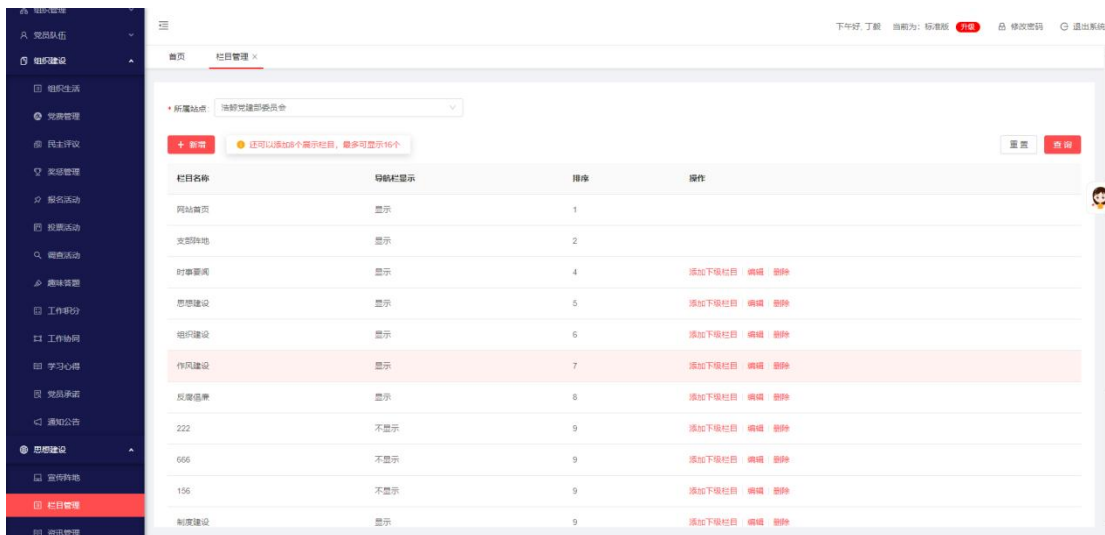 组织管理
党员队伍
组织建设
组织生活
党费管理
民主评议
奖惩管理
报名活动
投票活动
调查活动
趣味答题
工作积分
工作协同
学习心得
党员承诺
通知公告
思想建设
宣传阵地
栏目管理
资讯管理
下午好, 丁毅 当前为: 标准版 升级 修改密码 退出系统
首页 栏目管理 ×
* 所属站点: 浩鲸党建部委员会
+ 新增 还可以添加8个展示栏目, 最多可显示16个 重置 查询
栏目名称 导航栏显示 排序 操作
网站首页 显示 1
支部阵地 显示 2
时事要闻 显示 4 添加下级栏目 编辑 删除
思想建设 显示 5 添加下级栏目 编辑 删除
组织建设 显示 6 添加下级栏目 编辑 删除
作风建设 显示 7 添加下级栏目 编辑 删除
反腐倡廉 显示 8 添加下级栏目 编辑 删除
222 不显示 9 添加下级栏目 编辑 删除
666 不显示 9 添加下级栏目 编辑 删除
156 不显示 9 添加下级栏目 编辑 删除
制度建设 显示 9 添加下级栏目 编辑 删除